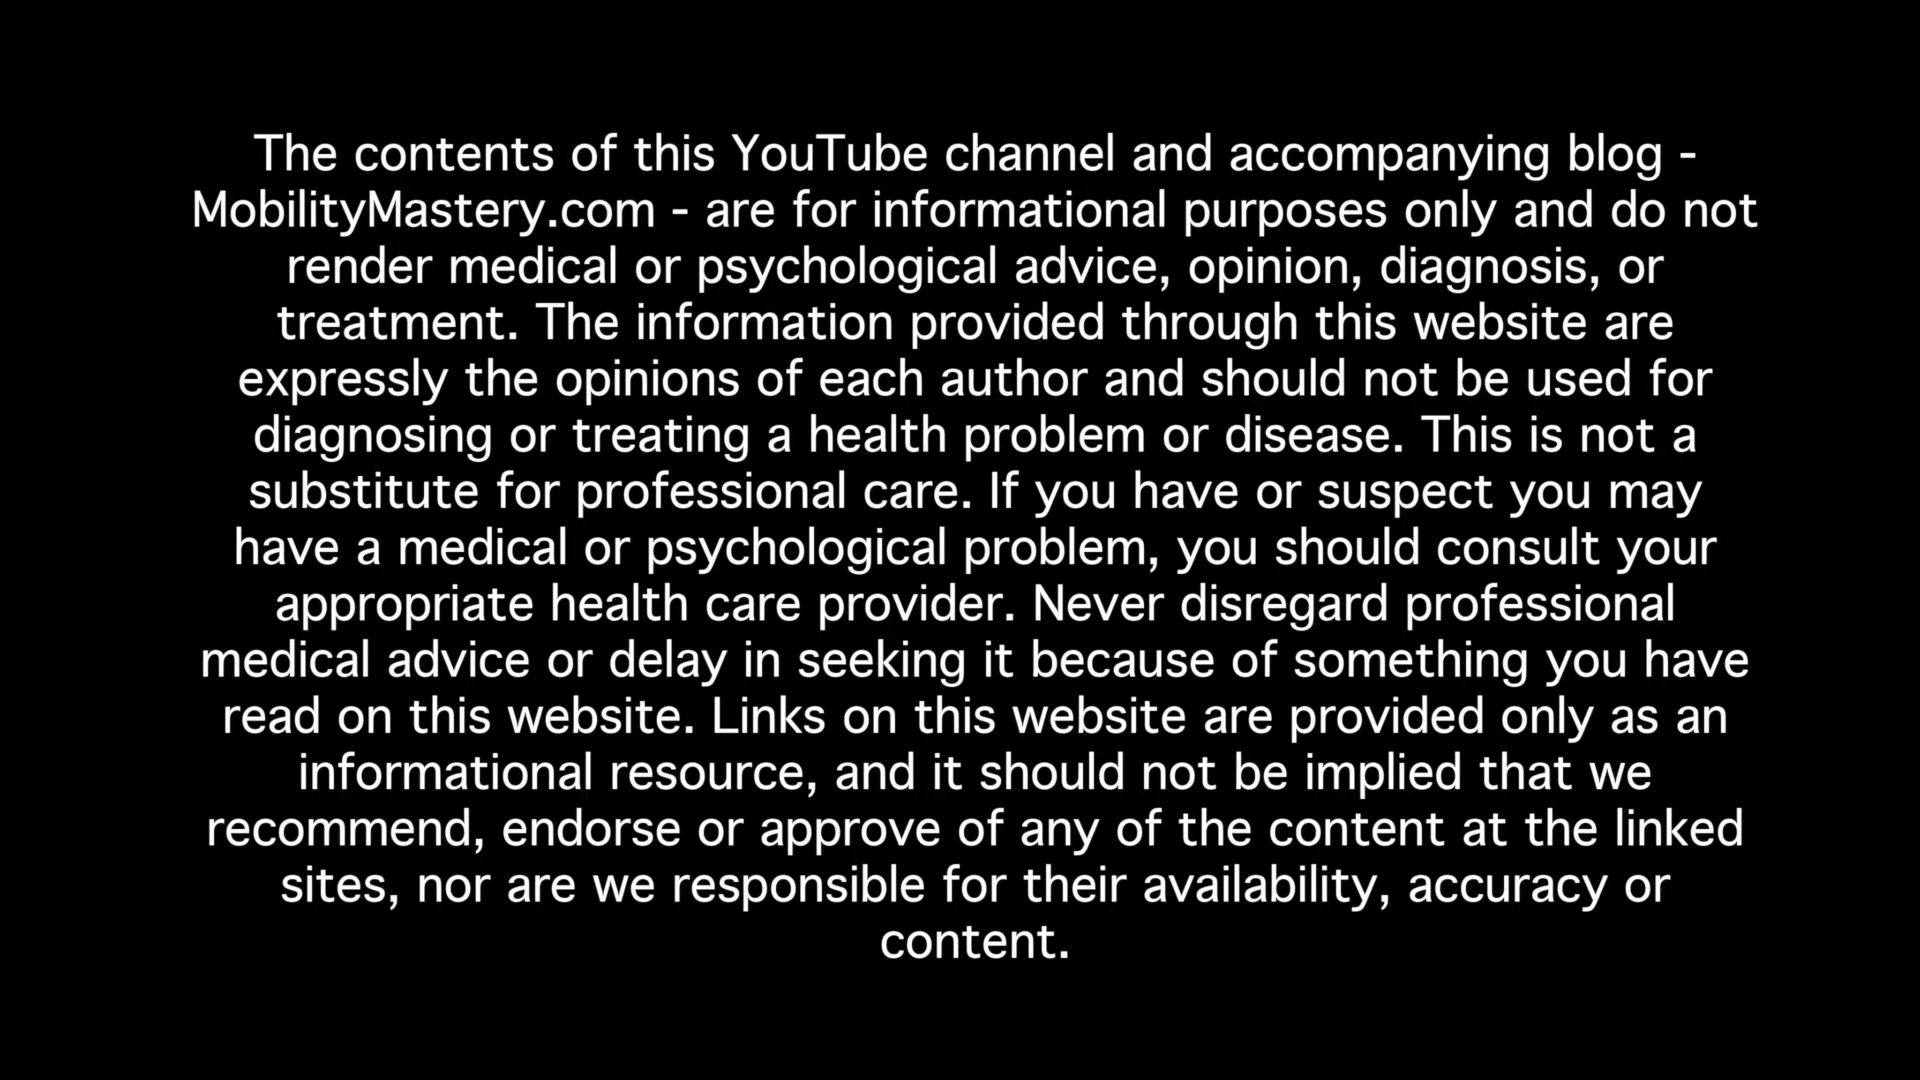 The contents of this YouTube channel and accompanying blog -
MobilityMastery.com - are for informational purposes only and do not
render medical or psychological advice, opinion, diagnosis, or
treatment. The information provided through this website are
expressly the opinions of each author and should not be used for
diagnosing or treating a health problem or disease. This is not a
substitute for professional care. If you have or suspect you may
have a medical or psychological problem, you should consult your
appropriate health care provider. Never disregard professional
medical advice or delay in seeking it because of something you have
read on this website. Links on this website are provided only as an
informational resource, and it should not be implied that we
recommend, endorse or approve of any of the content at the linked
sites, nor are we responsible for their availability, accuracy or
content.